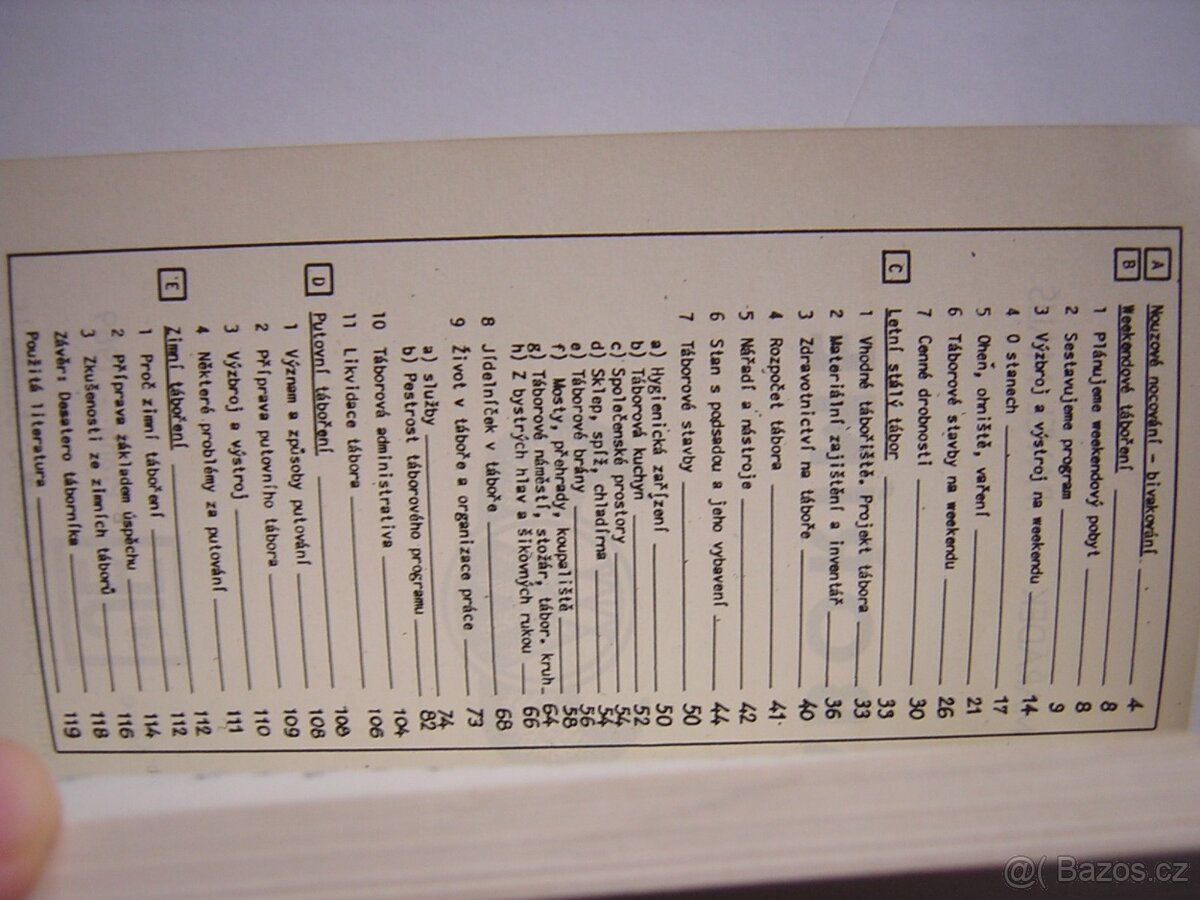 A Nouzové nocování - bivakování 4
B Weekendové táboření 8
1 Plánujeme weekendový pobyt 8
2 Sestavujeme program 9
3 Výzbroj a výstroj na weekendu 14
4 O stanech 17
5 Oheň, ohniště, vaření 21
6 Táborové stavby na weekendu 26
7 Cenné drobnosti 30
C Letní stálý tábor 33
1 Vhodné tábořiště. Projekt tábora 33
2 Materiální zajištění a inventář 36
3 Zdravotnictví na táboře 40
4 Rozpočet tábora 41
5 Nářadí a nástroje 42
6 Stan s podsadou a jeho vybavení 44
7 Táborové stavby 50
a) Hygienická zařízení 50
b) Táborová kuchyn 52
c) Společenské prostory 54
d) Sklep, spíž, chladírna 54
e) Táborové brány 56
f) Mosty, přehrady, koupaliště 58
g) Táborové náměstí, stožár, tábor. kruh 64
h) Z bystrých hlav a šikovných rukou 66
8 Jídelníček v táboře 68
9 Život v táboře a organizace práce 73
a) služby 74
b) Pestrost táborového programu 82
10 Táborová administrativa 104
11 Likvidace tábora 106
D Putovní táboření 108
1 Význam a způsoby putování 108
2 Příprava putovního tábora 109
3 Výzbroj a výstroj 110
4 Některé problémy za putování 111
E Zimní táboření 112
1 Proč zimní táboření 112
2 Příprava základem úspěchu 114
3 Zkušenosti ze zimních táborů 116
Závěr: Desatero táborníka 118
Použitá literatura 119
@( Bazos.cz